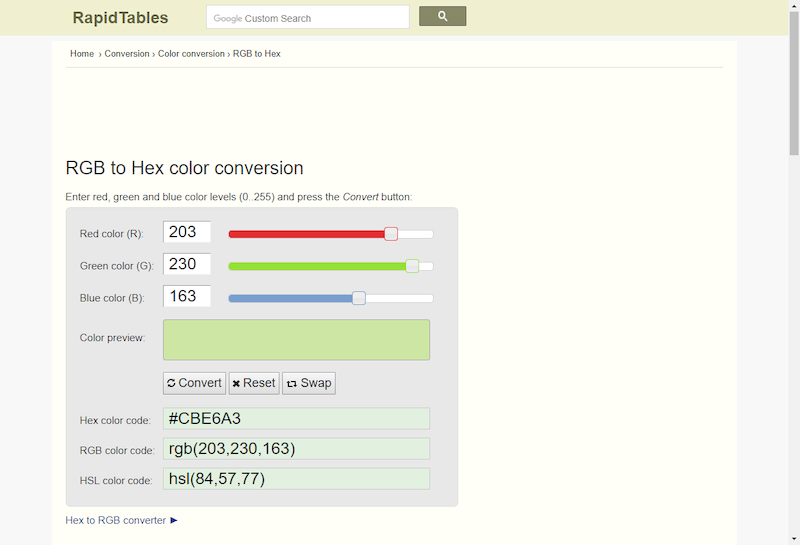 RapidTables
Google Custom Search
Home › Conversion › Color conversion › RGB to Hex
RGB to Hex color conversion
Enter red, green and blue color levels (0..255) and press the Convert button:
Red color (R): 203
Green color (G): 230
Blue color (B): 163
Color preview:
Convert Reset Swap
Hex color code: #CBE6A3
RGB color code: rgb(203,230,163)
HSL color code: hsl(84,57,77)
Hex to RGB converter ►